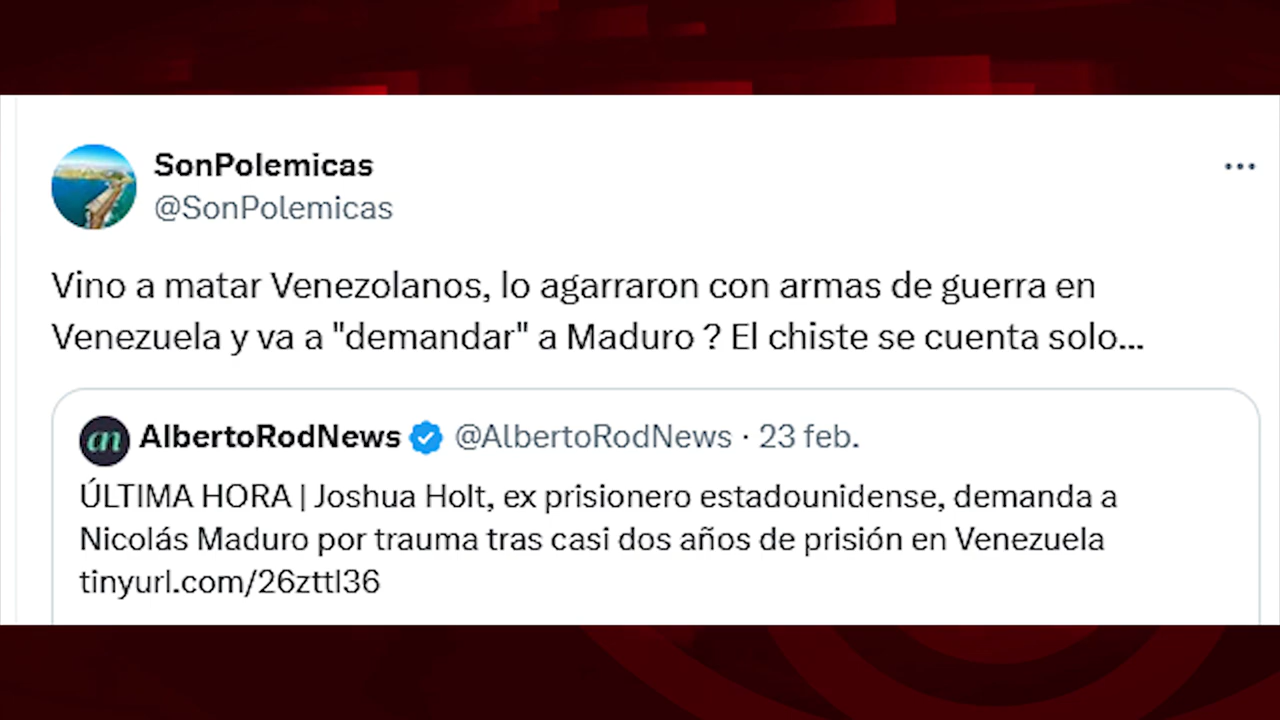 SonPolemicas
@SonPolemicas
Vino a matar Venezolanos, lo agarraron con armas de guerra en
Venezuela y va a "demandar" a Maduro ? El chiste se cuenta solo...
an AlbertoRodNews @AlbertoRodNews · 23 feb.
ÚLTIMA HORA | Joshua Holt, ex prisionero estadounidense, demanda a
Nicolás Maduro por trauma tras casi dos años de prisión en Venezuela
tinyurl.com/26zttl36